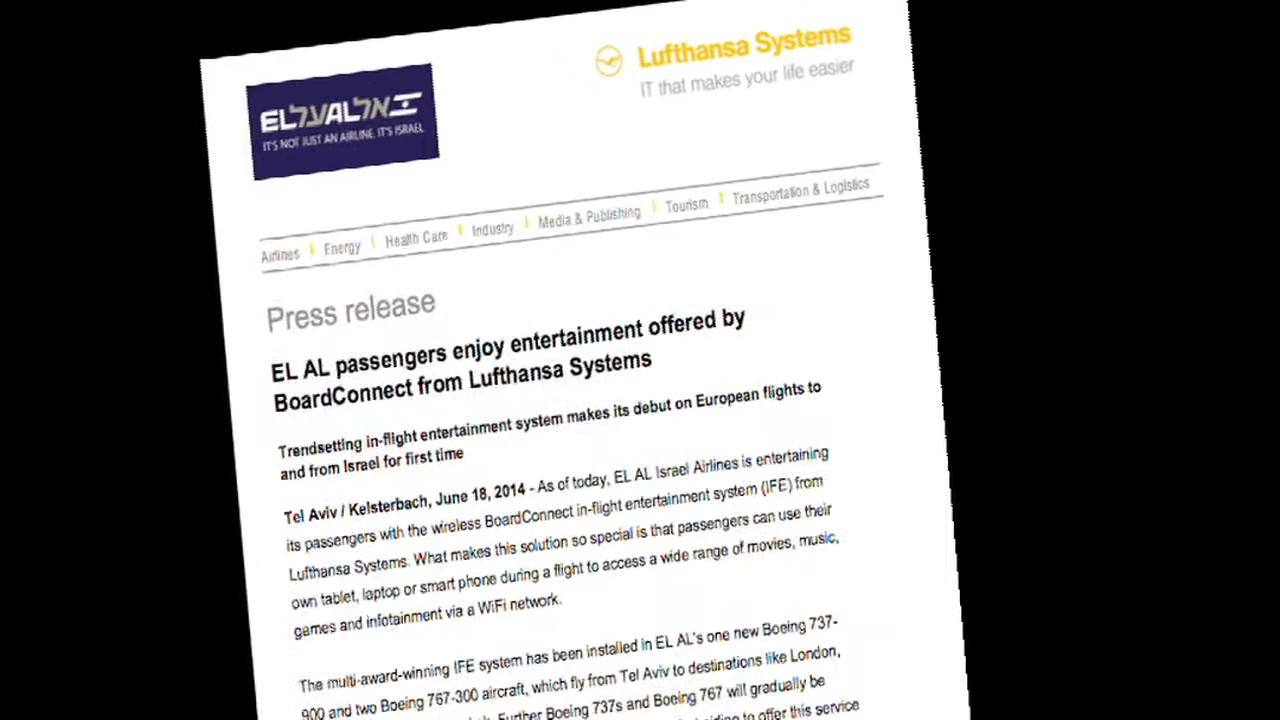 ELעלALאל
IT'S NOT JUST AN AIRLINE. IT'S ISRAEL
Lufthansa Systems
IT that makes your life easier
Airlines Energy Health Care Industry Media & Publishing Tourism Transportation & Logistics
Press release
EL AL passengers enjoy entertainment offered by
BoardConnect from Lufthansa Systems
Trendsetting in-flight entertainment system makes its debut on European flights to
and from Israel for first time
Tel Aviv / Kelsterbach, June 18, 2014 - As of today, EL AL Israel Airlines is entertaining
its passengers with the wireless BoardConnect in-flight entertainment system (IFE) from
Lufthansa Systems. What makes this solution so special is that passengers can use their
own tablet, laptop or smart phone during a flight to access a wide range of movies, music,
games and infotainment via a WiFi network.
The multi-award-winning IFE system has been installed in EL AL's one new Boeing 737-
900 and two Boeing 767-300 aircraft, which fly from Tel Aviv to destinations like London,
Further Boeing 737s and Boeing 767 will gradually be
to offer this service